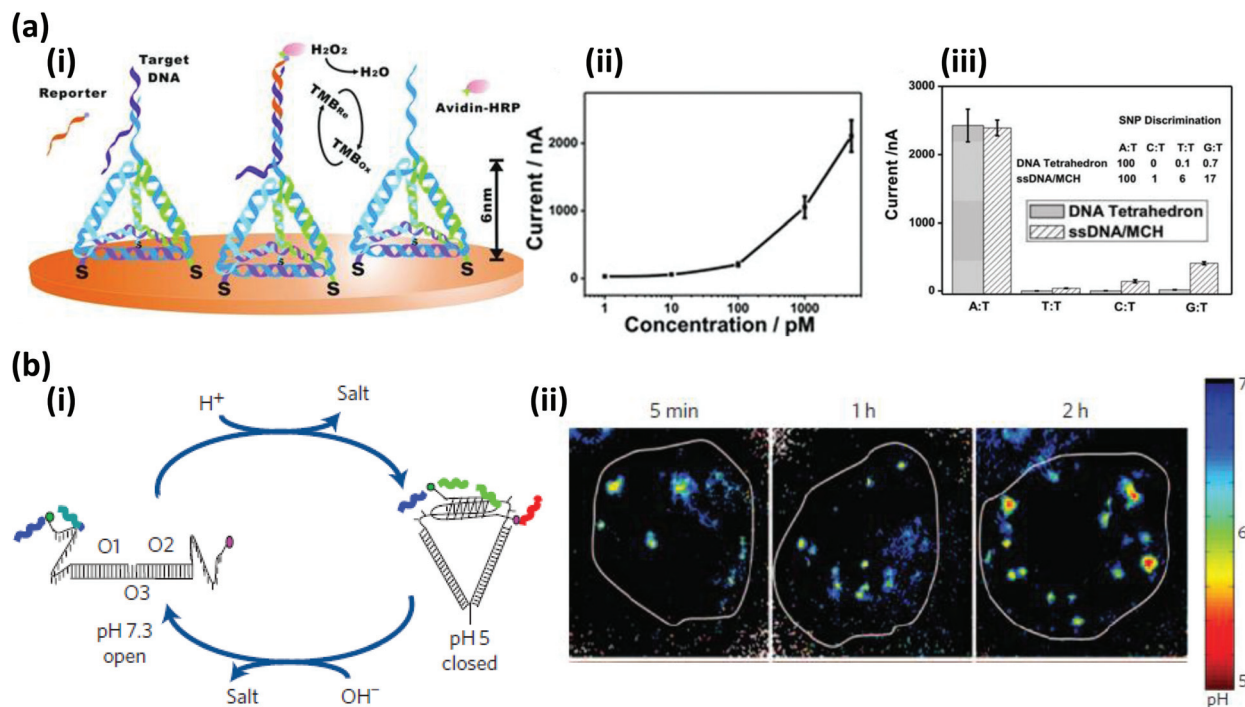 (a)
(i)
Reporter
Target
DNA
H₂O₂
H₂O
TMBRe
TMBOx
Avidin-HRP
6nm
S
S
S
S
S
S
S
S
S
(ii)
Current / nA
2000
1000
0
1
10
100
1000
Concentration / pM
(iii)
Current /nA
3000
2000
1000
0
SNP Discrimination
A:T C:T T:T G:T
DNA Tetrahedron 100 0 0.1 0.7
ssDNA/MCH 100 1 6 17
DNA Tetrahedron
ssDNA/MCH
A:T T:T C:T G:T
(b)
(i)
H⁺
Salt
O1 O2
O3
pH 7.3
open
pH 5
closed
Salt
OH⁻
(ii)
5 min 1 h 2 h
7
6
5
pH